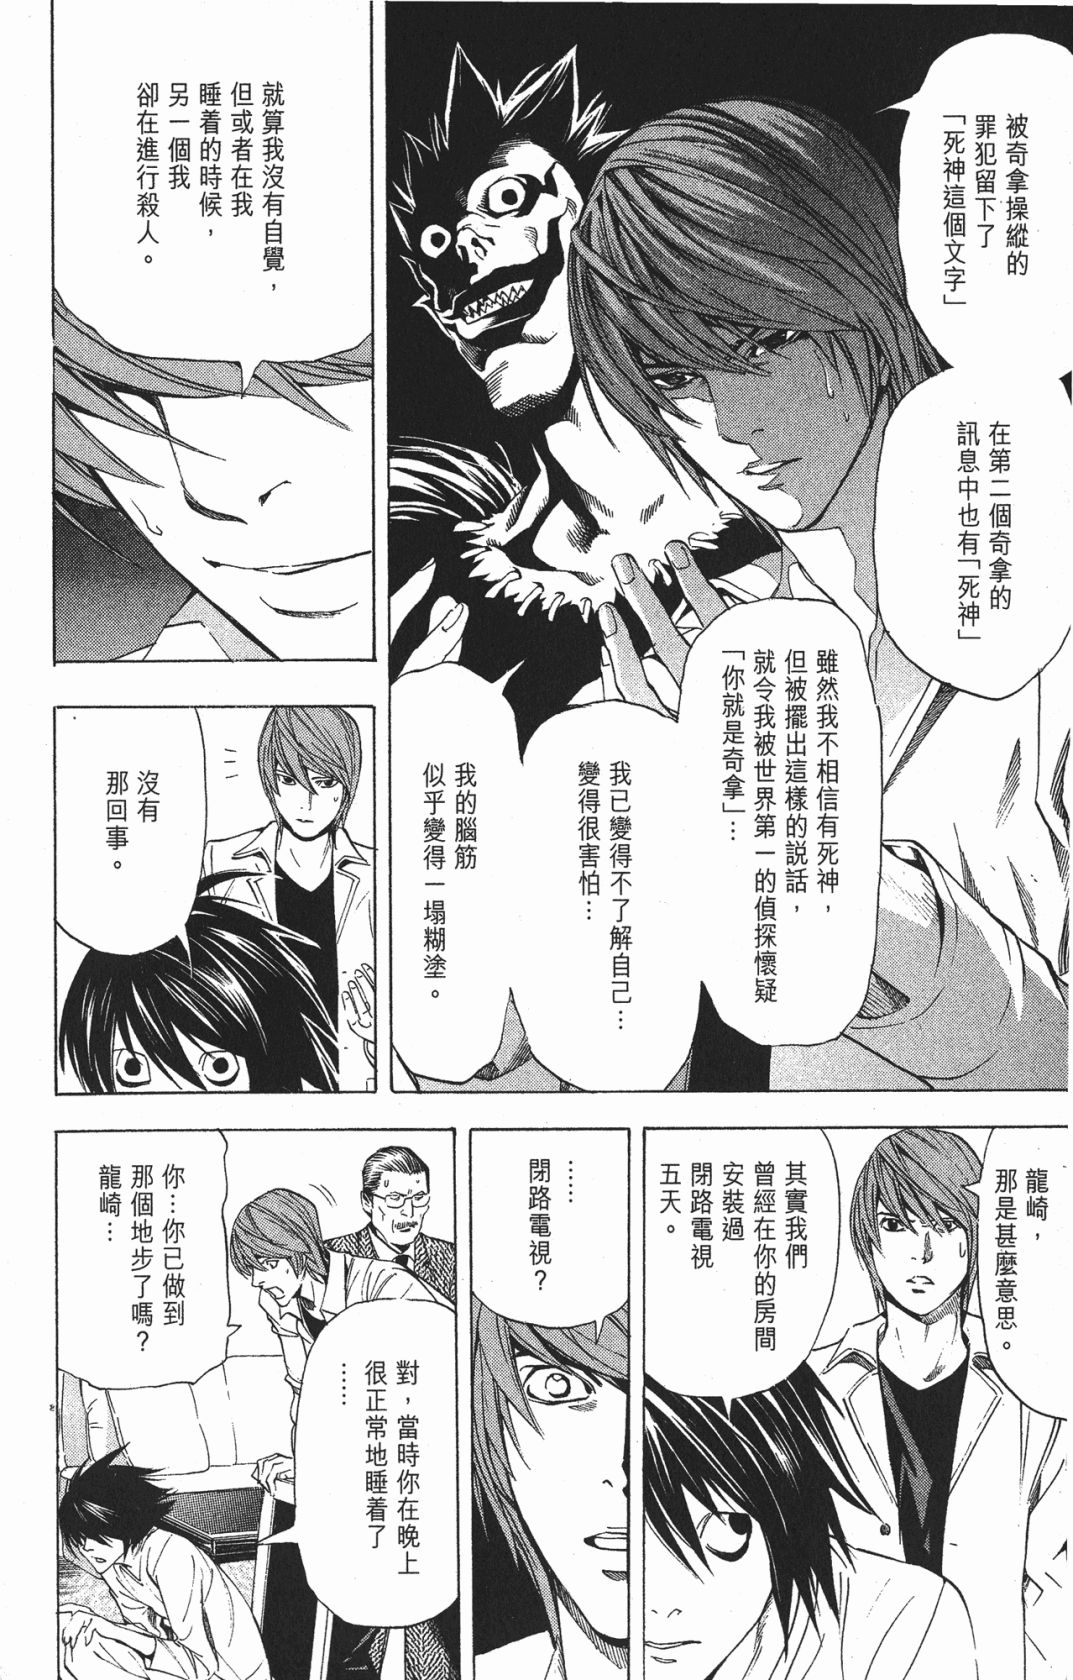 被奇拿操縱的
罪犯留下了
「死神這個文字」
在第二個奇拿的
訊息中也有「死神」
雖然我不相信有死神，
但被擺出這樣的説話，
就令我被世界第一的偵探懷疑
「你就是奇拿」…
我已變得不了解自己…
變得很害怕…
我的腦筋
似乎變得一塌糊塗。
就算我沒有自覺，
但或者在我
睡着的時候，
另一個我
卻在進行殺人。
沒有
那回事。
龍崎，
那是甚麼意思。
其實我們
曾經在你的房間
安裝過
閉路電視
五天。
……
閉路電視？
你…你已做到
那個地步了嗎？
龍崎…
對，當時你在晚上
很正常地睡着了
……